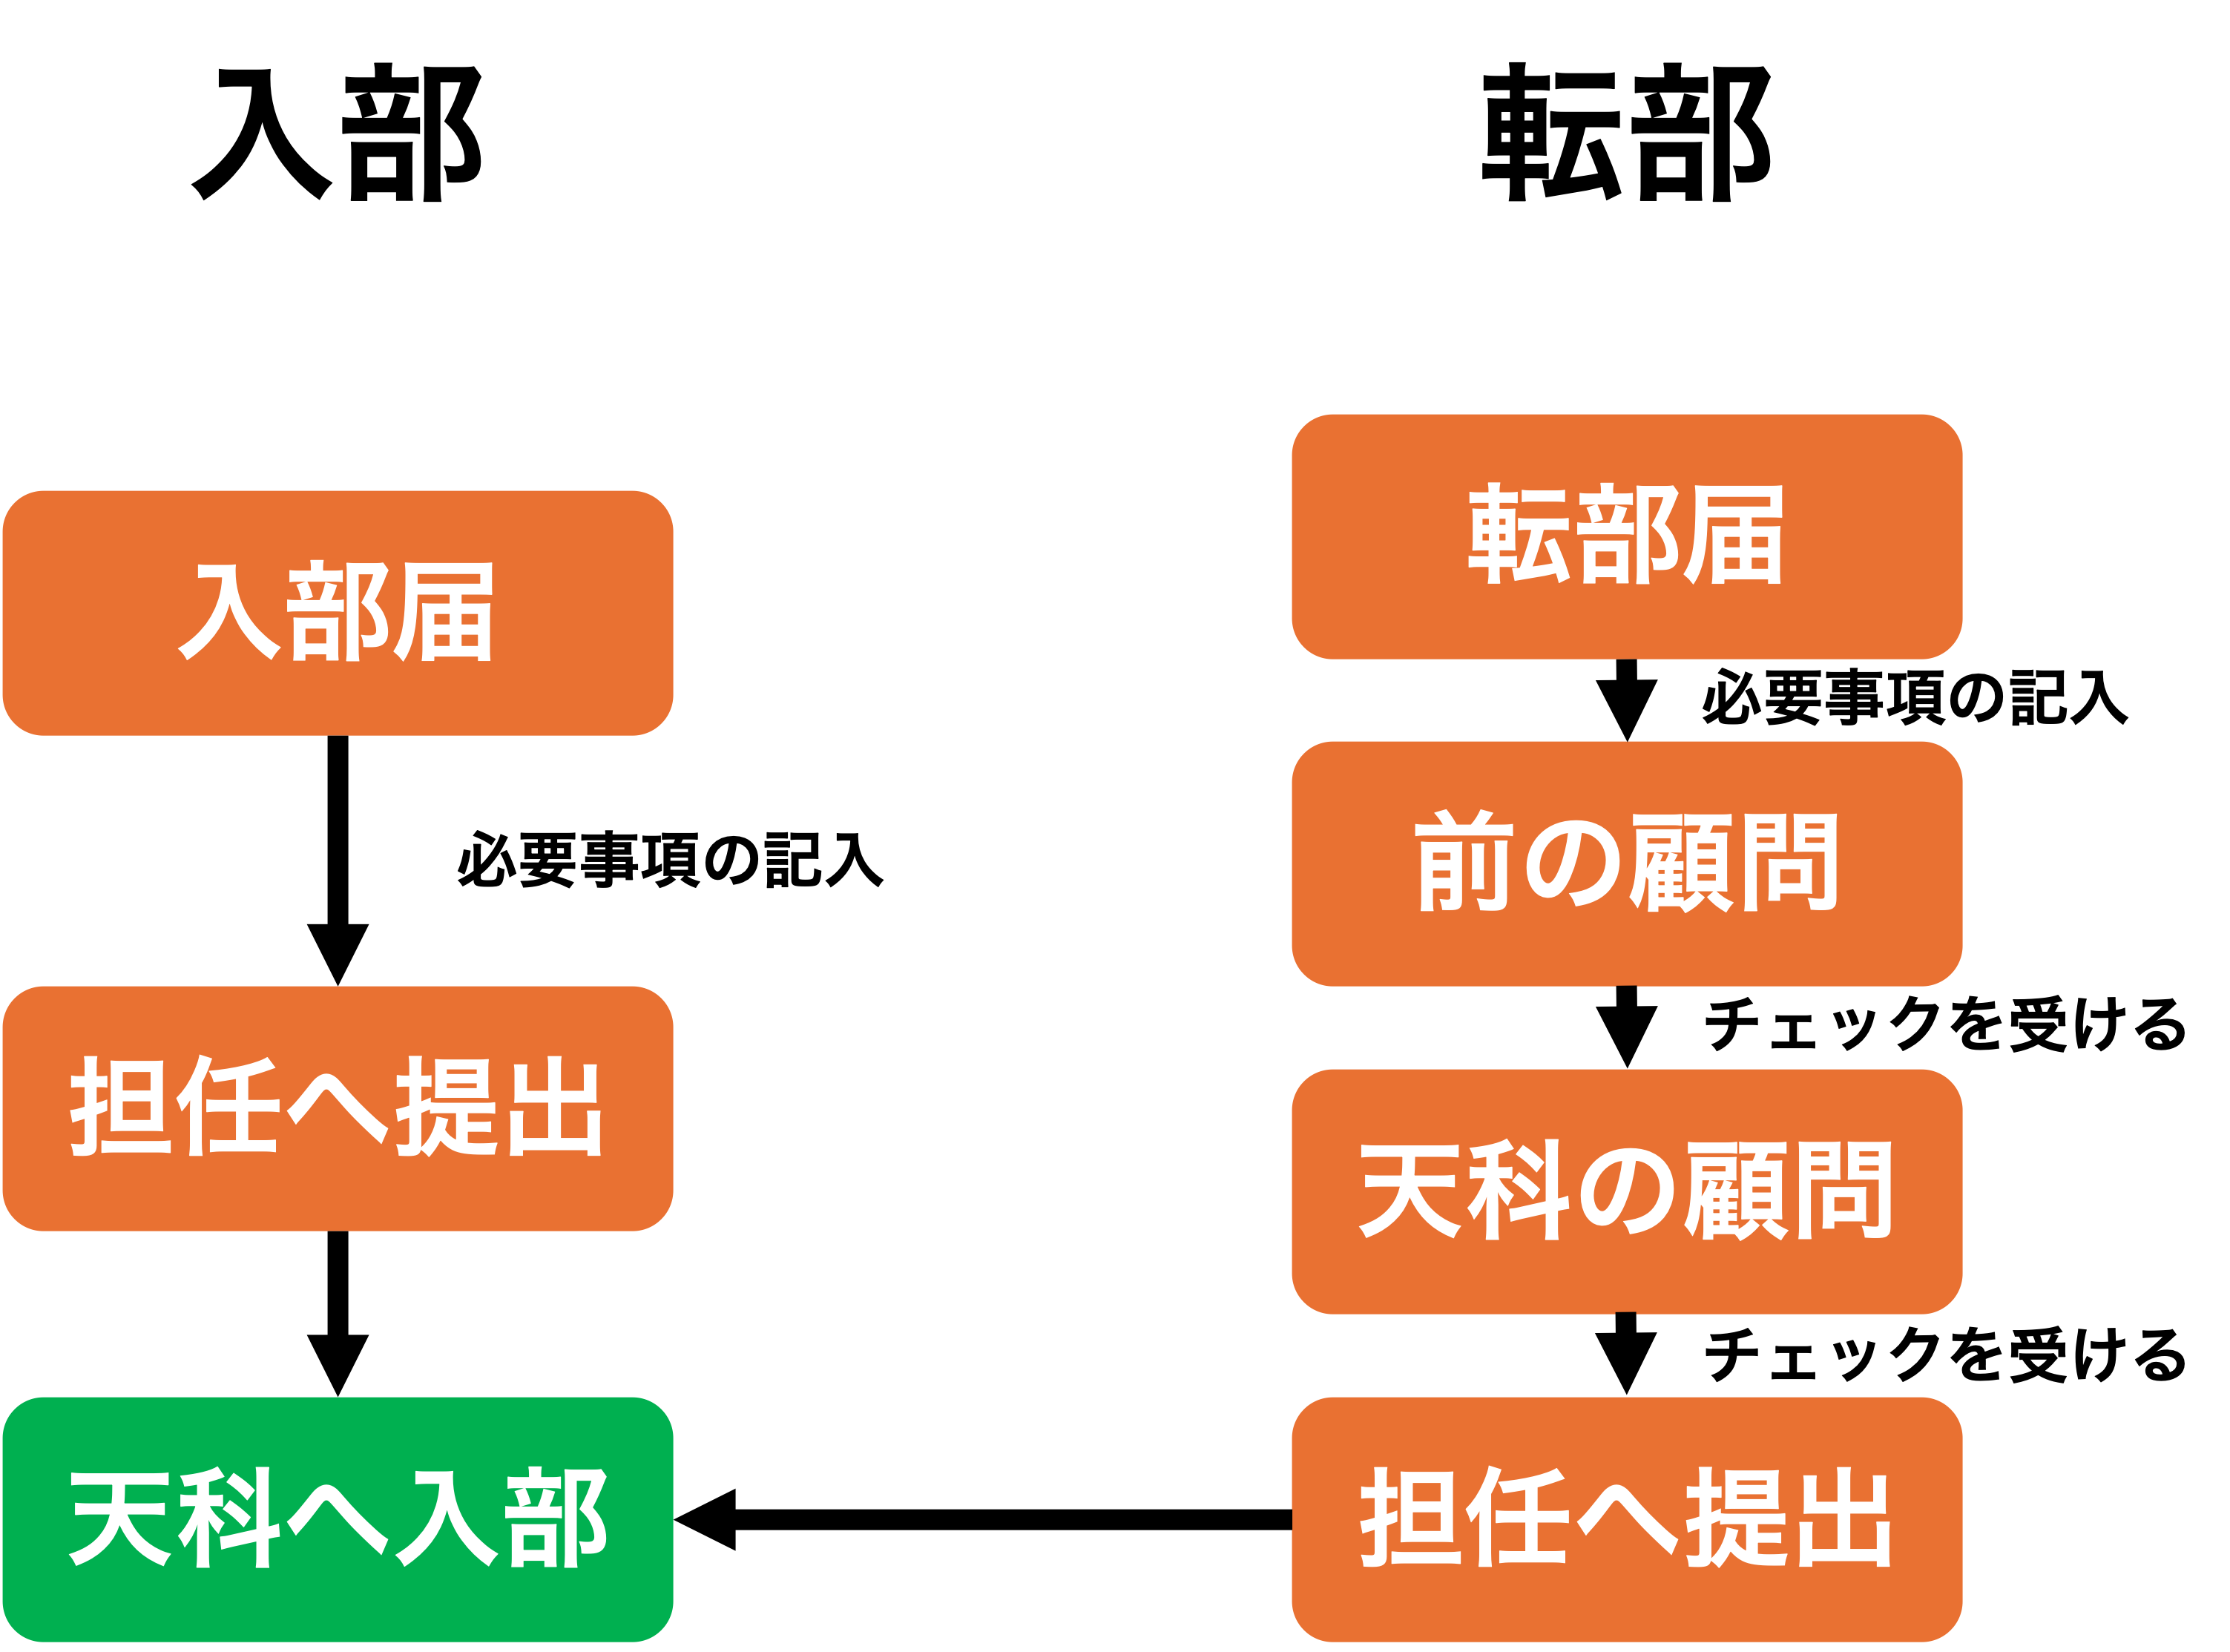 入部
入部届
必要事項の記入
担任へ提出
天科へ入部
転部
転部届
必要事項の記入
前の顧問
チェックを受ける
天科の顧問
チェックを受ける
担任へ提出